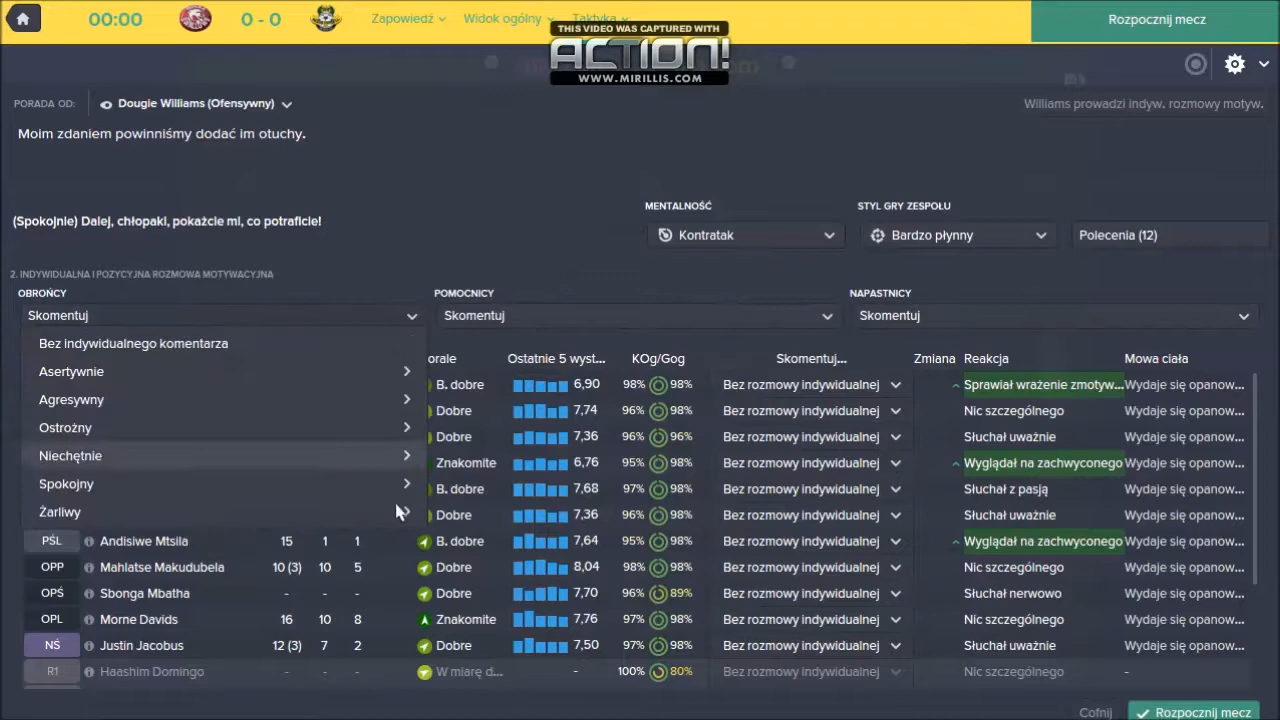 00:00
0 - 0
Zapowiedź
Widok ogólny
Taktyka
Rozpocznij mecz
THIS VIDEO WAS CAPTURED WITH
ACTION!
WWW.MIRILLIS.COM
PORADA OD:
Dougie Williams (Ofensywny)
Williams prowadzi indyw. rozmowy motyw.
Moim zdaniem powinniśmy dodać im otuchy.
MENTALNOŚĆ
STYL GRY ZESPOŁU
(Spokojnie) Dalej, chłopaki, pokażcie mi, co potraficie!
Kontratak
Bardzo płynny
Polecenia (12)
2. INDYWIDUALNA I POZYCYJNA ROZMOWA MOTYWACYJNA
OBROŃCY
POMOCNICY
NAPASTNICY
Skomentuj
Skomentuj
Skomentuj
Bez indywidualnego komentarza
Asertywnie
Agresywny
Ostrożny
Niechętnie
Spokojny
Żarliwy
orale Ostatnie 5 wyst... KOg/Gog Skomentuj... Zmiana Reakcja Mowa ciała
B. dobre 6,90 98% 98% Bez rozmowy indywidualnej Sprawiał wrażenie zmotyw... Wydaje się opanow...
Dobre 7,74 96% 98% Bez rozmowy indywidualnej Nic szczególnego Wydaje się opanow...
Dobre 7,36 96% 96% Bez rozmowy indywidualnej Słuchał uważnie Wydaje się opanow...
Znakomite 6,76 95% 98% Bez rozmowy indywidualnej Wyglądał na zachwyconego Wydaje się opanow...
B. dobre 7,68 97% 98% Bez rozmowy indywidualnej Słuchał z pasją Wydaje się opanow...
Dobre 7,36 96% 98% Bez rozmowy indywidualnej Słuchał uważnie Wydaje się opanow...
PŚL Andisiwe Mtsila 15 1 1 B. dobre 7,64 95% 98% Bez rozmowy indywidualnej Wyglądał na zachwyconego Wydaje się opanow...
OPP Mahlatse Makudubela 10 (3) 10 5 Dobre 8,04 98% 98% Bez rozmowy indywidualnej Nic szczególnego Wydaje się opanow...
OPŚ Sbonga Mbatha - - - Dobre 7,70 96% 89% Bez rozmowy indywidualnej Słuchał nerwowo Wydaje się opanow...
OPL Morne Davids 16 10 8 Znakomite 7,76 97% 98% Bez rozmowy indywidualnej Nic szczególnego Wydaje się opanow...
NŚ Justin Jacobus 12 (3) 7 2 Dobre 7,50 97% 98% Bez rozmowy indywidualnej Słuchał uważnie Wydaje się opanow...
R1 Haashim Domingo - - - W miarę d... - 100% 80% Bez rozmowy indywidualnej Nic szczególnego -
Cofnij
Rozpocznij mecz